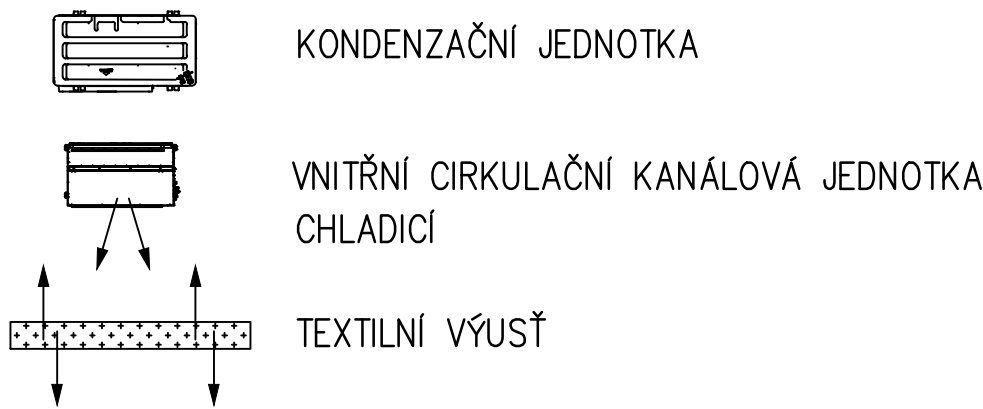 KONDENZAČNÍ JEDNOTKA
VNITŘNÍ CIRKULAČNÍ KANÁLOVÁ JEDNOTKA
CHLADICÍ
TEXTILNÍ VÝUSŤ